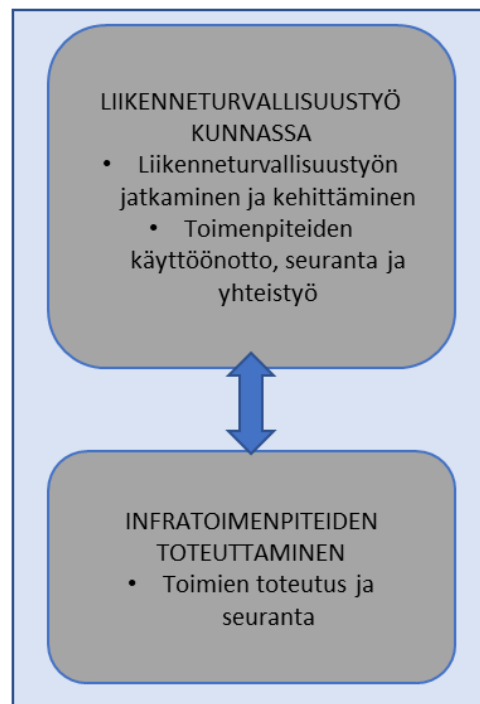 LIIKENNETURVALLISUUSTYÖ
KUNNASSA
• Liikenneturvallisuustyön
jatkaminen ja kehittäminen
• Toimenpiteiden
käyttöönotto, seuranta ja
yhteistyö
INFRATOIMENPITEIDEN
TOTEUTTAMINEN
• Toimien toteutus ja
seuranta